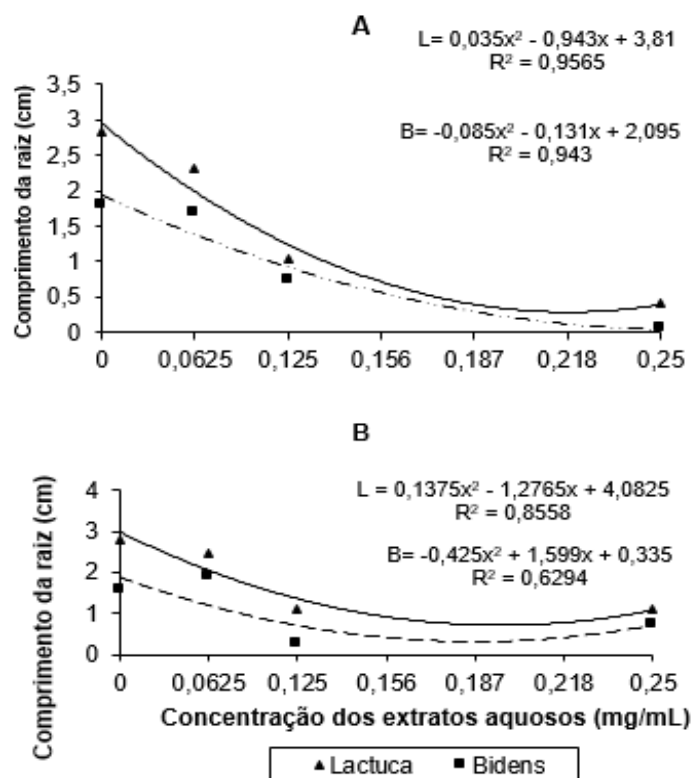 A
L= 0,035x² - 0,943x + 3,81
R² = 0,9565
B= -0,085x² - 0,131x + 2,095
R² = 0,943
Comprimento da raiz (cm)
3,5
3
2,5
2
1,5
1
0,5
0
0 0,0625 0,125 0,156 0,187 0,218 0,25
B
L = 0,1375x² - 1,2765x + 4,0825
R² = 0,8558
B= -0,425x² + 1,599x + 0,335
R² = 0,6294
Comprimento da raiz (cm)
4
3
2
1
0
0 0,0625 0,125 0,156 0,187 0,218 0,25
Concentração dos extratos aquosos (mg/mL)
Lactuca Bidens